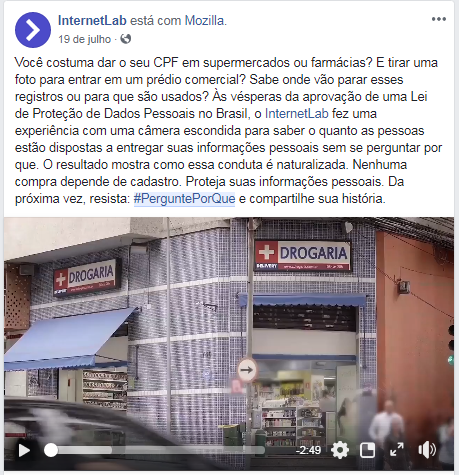 InternetLab está com Mozilla.
19 de julho ·
Você costuma dar o seu CPF em supermercados ou farmácias? E tirar uma
foto para entrar em um prédio comercial? Sabe onde vão parar esses
registros ou para que são usados? Às vésperas da aprovação de uma Lei
de Proteção de Dados Pessoais no Brasil, o InternetLab fez uma
experiência com uma câmera escondida para saber o quanto as pessoas
estão dispostas a entregar suas informações pessoais sem se perguntar por
que. O resultado mostra como essa conduta é naturalizada. Nenhuma
compra depende de cadastro. Proteja suas informações pessoais. Da
próxima vez, resista: #PerguntePorQue e compartilhe sua história.
DROGARIA
DROGARIA
DELIVERY
-2:49